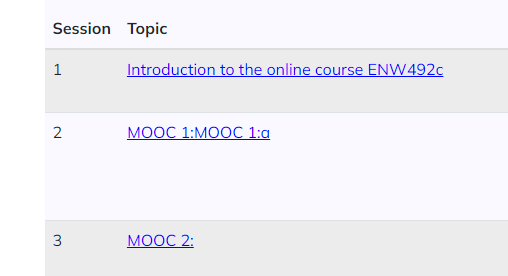 Session Topic
1 Introduction to the online course ENW492c
2 MOOC 1:MOOC 1:a
3 MOOC 2: